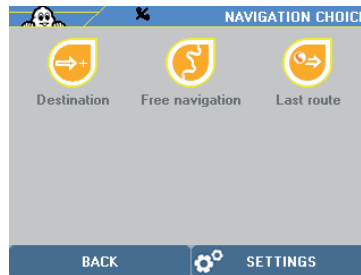 NAVIGATION CHOIC
Destination Free navigation Last route
BACK SETTINGS